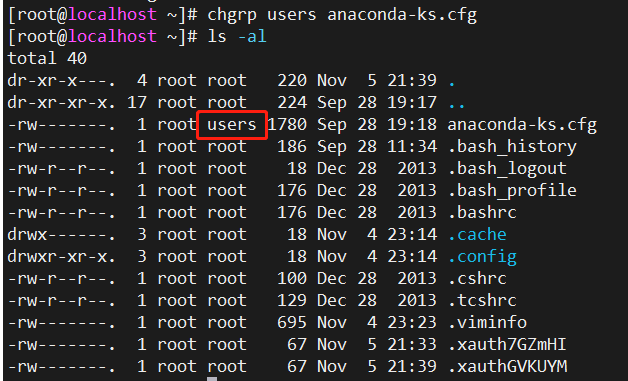 [root@localhost ~]# chgrp users anaconda-ks.cfg
[root@localhost ~]# ls -al
total 40
dr-xr-x---.  4 root root   220 Nov  5 21:39 .
dr-xr-xr-x. 17 root root   224 Sep 28 19:17 ..
-rw-------.  1 root users 1780 Sep 28 19:18 anaconda-ks.cfg
-rw-------.  1 root root   186 Sep 28 11:34 .bash_history
-rw-r--r--.  1 root root    18 Dec 28  2013 .bash_logout
-rw-r--r--.  1 root root   176 Dec 28  2013 .bash_profile
-rw-r--r--.  1 root root   176 Dec 28  2013 .bashrc
drwx------.  3 root root    18 Nov  4 23:14 .cache
drwxr-xr-x.  3 root root    18 Nov  4 23:14 .config
-rw-r--r--.  1 root root   100 Dec 28  2013 .cshrc
-rw-r--r--.  1 root root   129 Dec 28  2013 .tcshrc
-rw-------.  1 root root   695 Nov  4 23:23 .viminfo
-rw-------.  1 root root    67 Nov  5 21:33 .xauth7GZmHI
-rw-------.  1 root root    67 Nov  5 21:39 .xauthGVKUYM